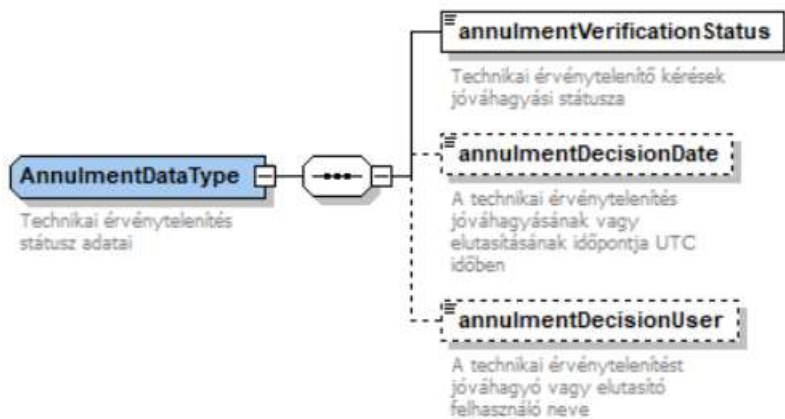 annulmentVerificationStatus
Technikai érvénytelenítő kérések
jóváhagyási státusza
AnnulmentDataType
Technikai érvénytelenítés
státusz adatai
annulmentDecisionDate
A technikai érvénytelenítés
jóváhagyásának vagy
elutasításának időpontja UTC
időben
annulmentDecisionUser
A technikai érvénytelenítést
jóváhagyó vagy elutasító
felhasználó neve